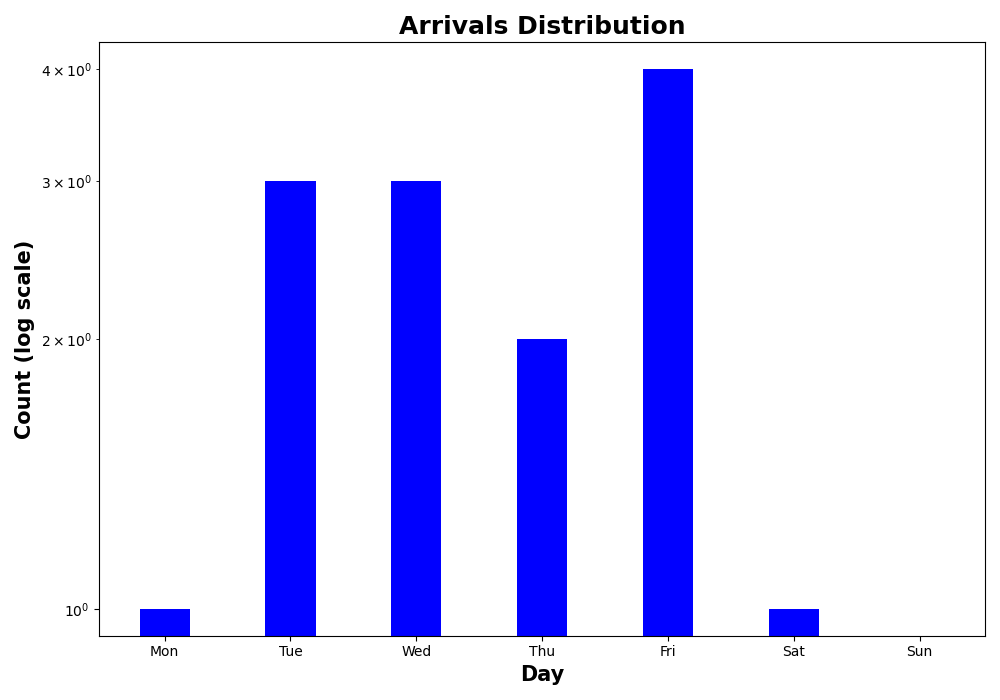 Arrivals Distribution
Count (log scale)
4 × 10⁰
3 × 10⁰
2 × 10⁰
10⁰
Mon Tue Wed Thu Fri Sat Sun
Day